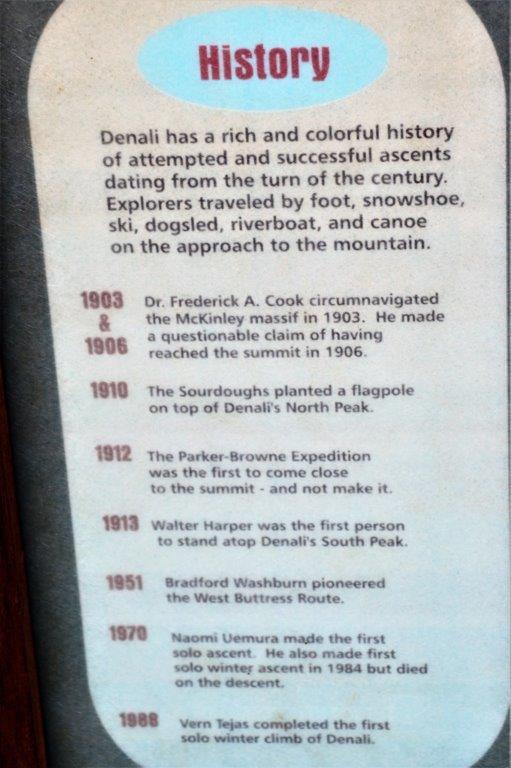 History
Denali has a rich and colorful history
of attempted and successful ascents
dating from the turn of the century.
Explorers traveled by foot, snowshoe,
ski, dogsled, riverboat, and canoe
on the approach to the mountain.
1903 & 1906
Dr. Frederick A. Cook circumnavigated
the McKinley massif in 1903. He made
a questionable claim of having
reached the summit in 1906.
1910 The Sourdoughs planted a flagpole
on top of Denali's North Peak.
1912 The Parker-Browne Expedition
was the first to come close
to the summit - and not make it.
1913 Walter Harper was the first person
to stand atop Denali's South Peak.
1951 Bradford Washburn pioneered
the West Buttress Route.
1970 Naomi Uemura made the first
solo ascent. He also made first
solo winter ascent in 1984 but died
on the descent.
1988 Vern Tejas completed the first
solo winter climb of Denali.